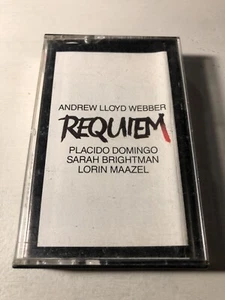 ANDREW LLOYD WEBBER
REQUIEM
PLACIDO DOMINGO
SARAH BRIGHTMAN
LORIN MAAZEL